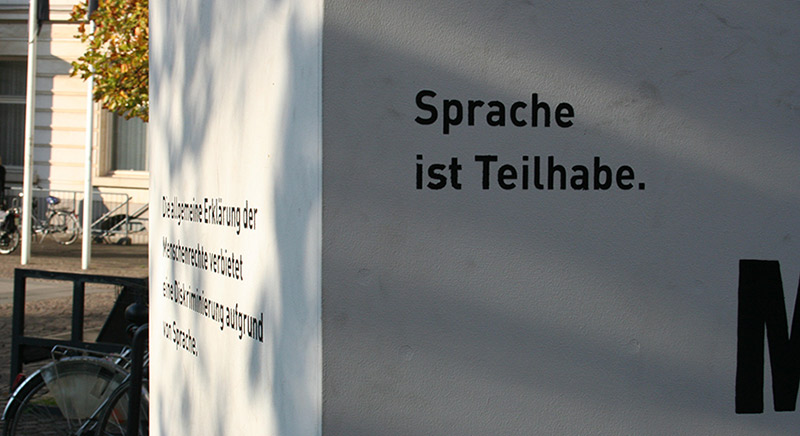 Sprache
ist Teilhabe.
Die allgemeine Erklärung der
Menschenrechte verbietet
eine Diskriminierung aufgrund
von Sprache.
M